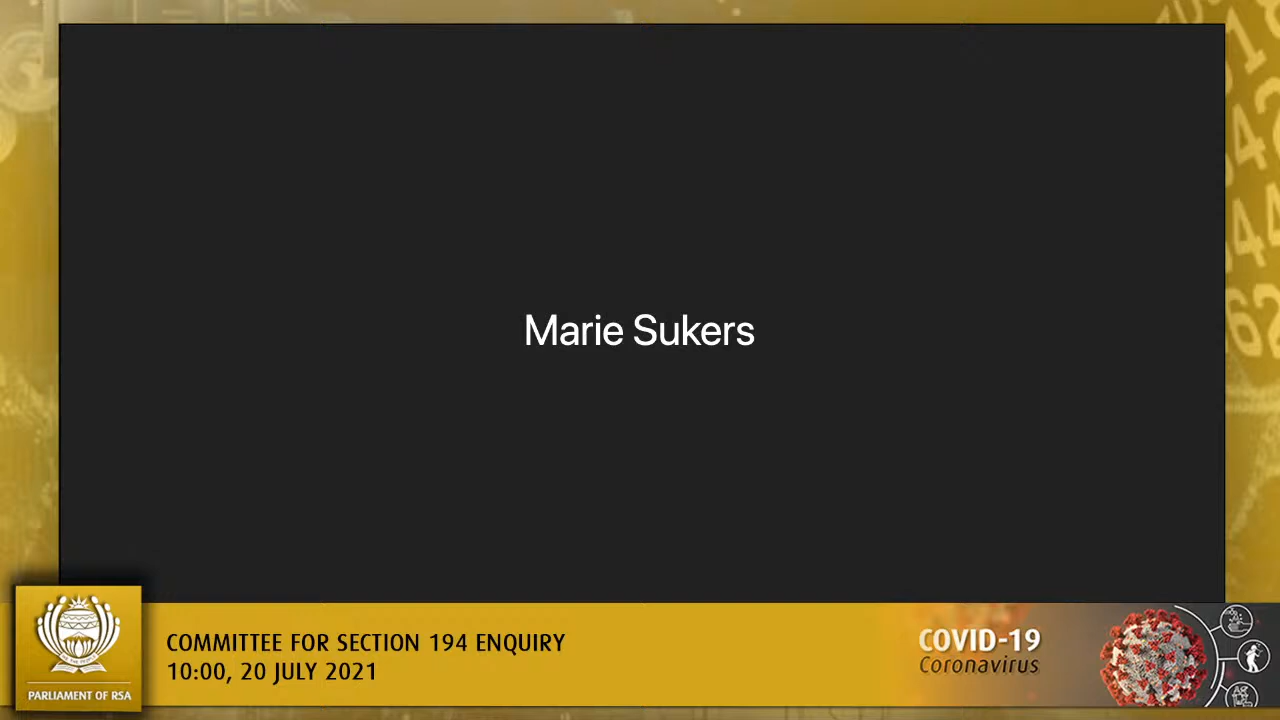 Marie Sukers
COMMITTEE FOR SECTION 194 ENQUIRY
10:00, 20 JULY 2021
PARLIAMENT OF RSA
COVID-19
Coronavirus